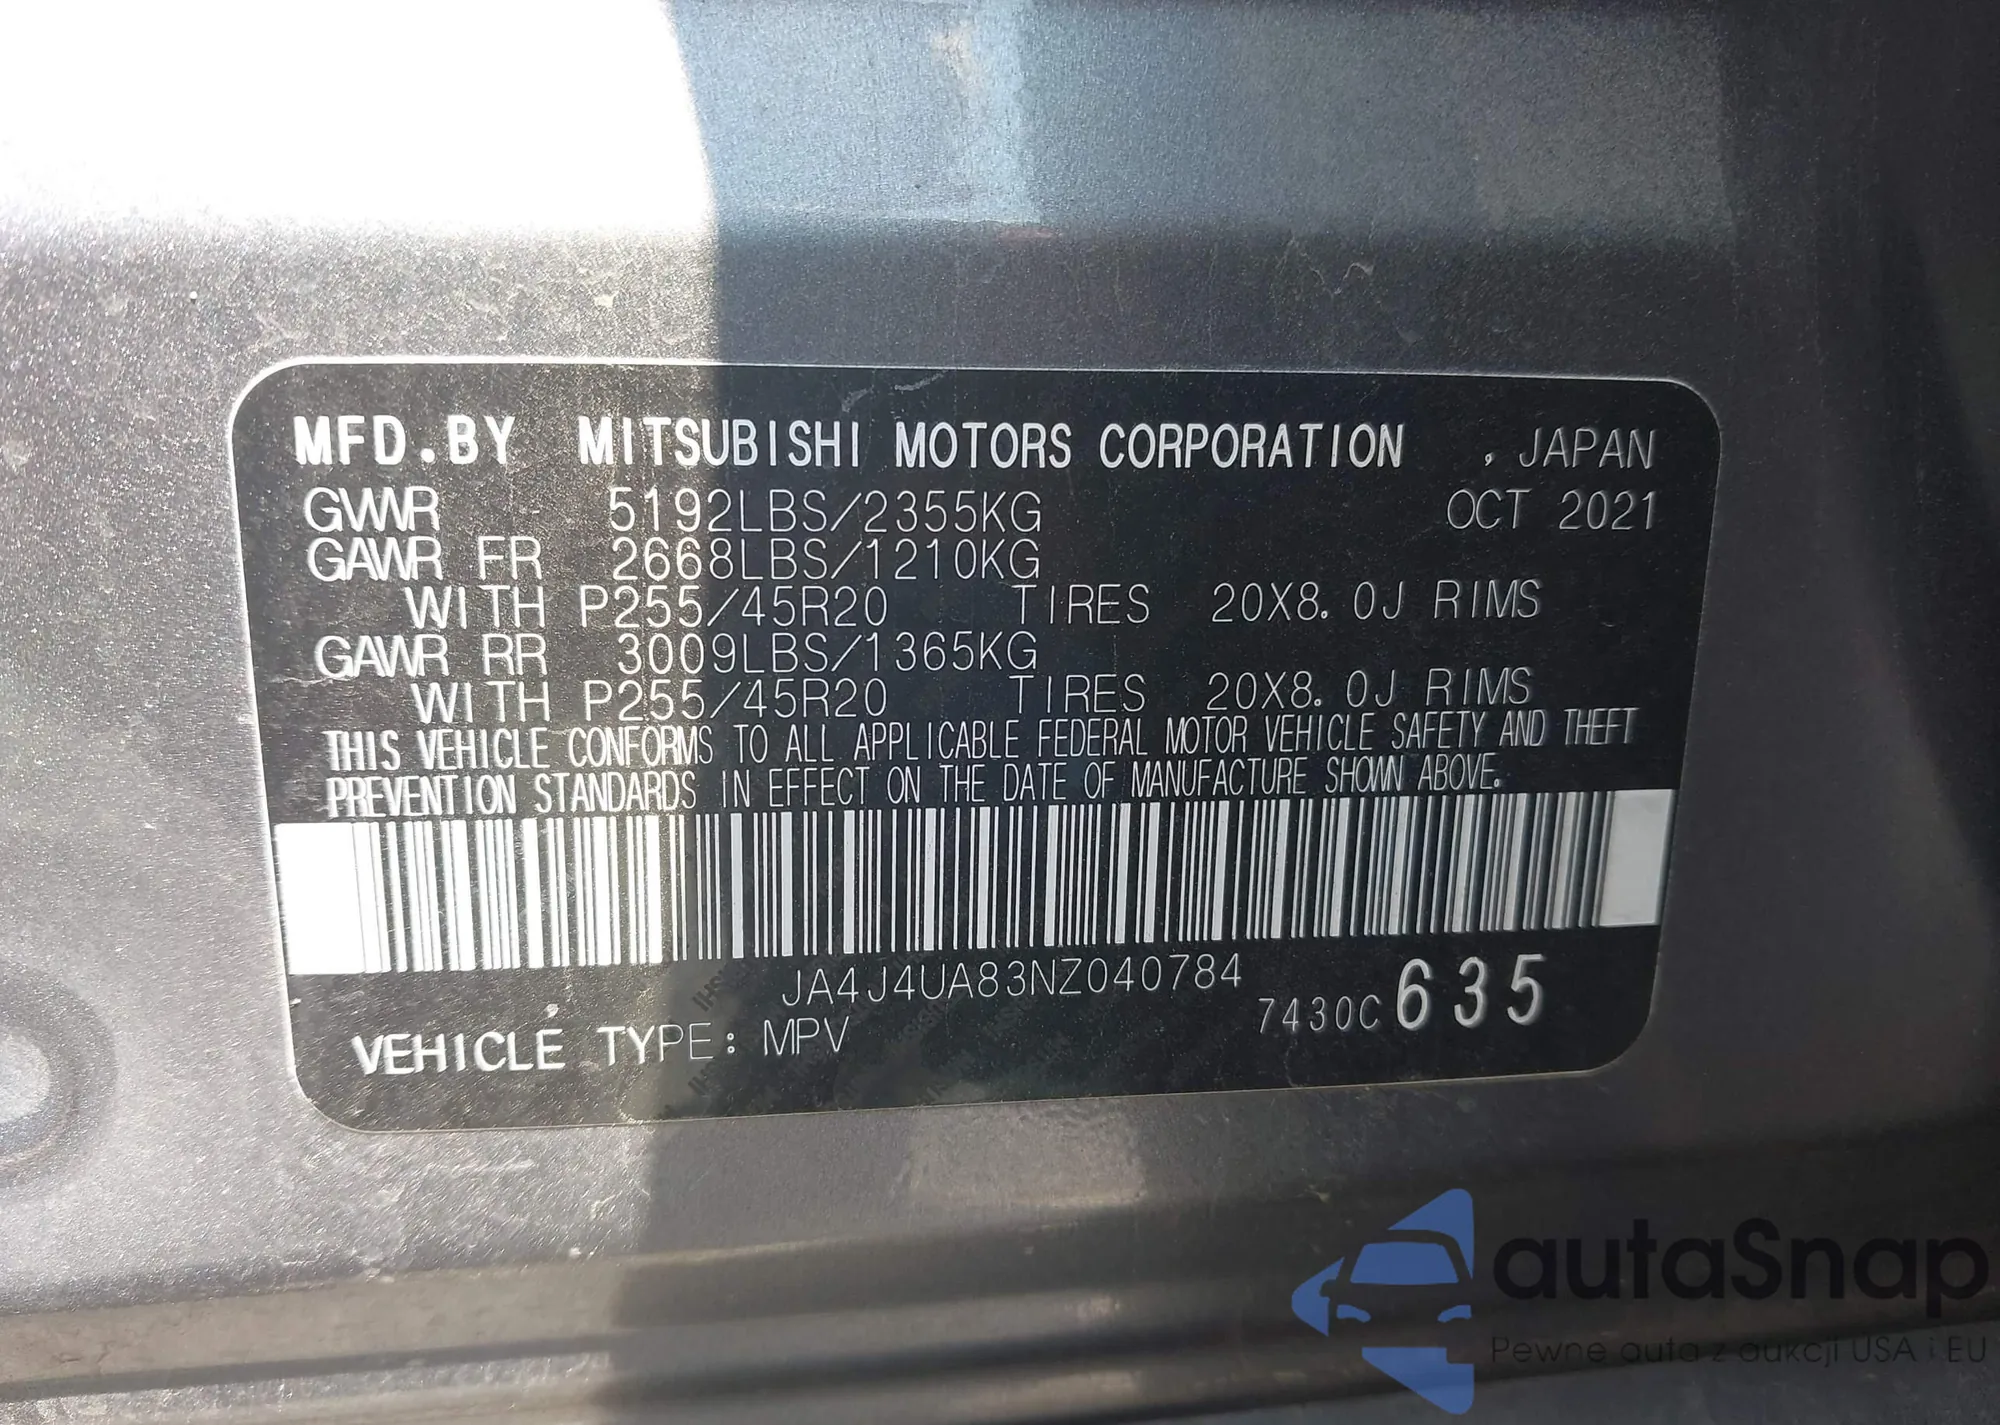 MFD.BY MITSUBISHI MOTORS CORPORATION , JAPAN
GVWR 5192LBS/2355KG OCT 2021
GAWR FR 2668LBS/1210KG
WITH P255/45R20 TIRES 20X8.0J RIMS
GAWR RR 3009LBS/1365KG
WITH P255/45R20 TIRES 20X8.0J RIMS
THIS VEHICLE CONFORMS TO ALL APPLICABLE FEDERAL MOTOR VEHICLE SAFETY AND THEFT
PREVENTION STANDARDS IN EFFECT ON THE DATE OF MANUFACTURE SHOWN ABOVE.
JA4J4UA83NZ040784
7430C 635
VEHICLE TYPE: MPV
autaSnap
Pewne auta z aukcji USA i EU